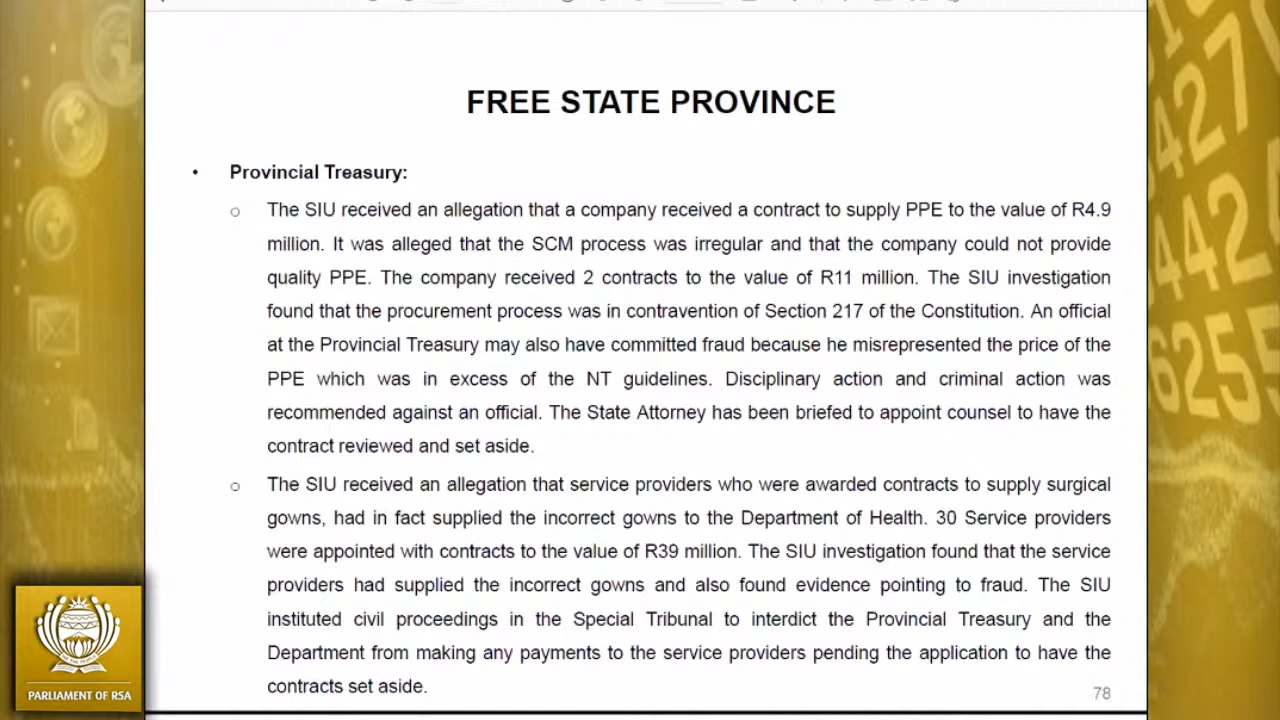 FREE STATE PROVINCE
• Provincial Treasury:
o The SIU received an allegation that a company received a contract to supply PPE to the value of R4.9
million. It was alleged that the SCM process was irregular and that the company could not provide
quality PPE. The company received 2 contracts to the value of R11 million. The SIU investigation
found that the procurement process was in contravention of Section 217 of the Constitution. An official
at the Provincial Treasury may also have committed fraud because he misrepresented the price of the
PPE which was in excess of the NT guidelines. Disciplinary action and criminal action was
recommended against an official. The State Attorney has been briefed to appoint counsel to have the
contract reviewed and set aside.
o The SIU received an allegation that service providers who were awarded contracts to supply surgical
gowns, had in fact supplied the incorrect gowns to the Department of Health. 30 Service providers
were appointed with contracts to the value of R39 million. The SIU investigation found that the service
providers had supplied the incorrect gowns and also found evidence pointing to fraud. The SIU
instituted civil proceedings in the Special Tribunal to interdict the Provincial Treasury and the
Department from making any payments to the service providers pending the application to have the
contracts set aside.
78
PARLIAMENT OF RSA
427
442
6255